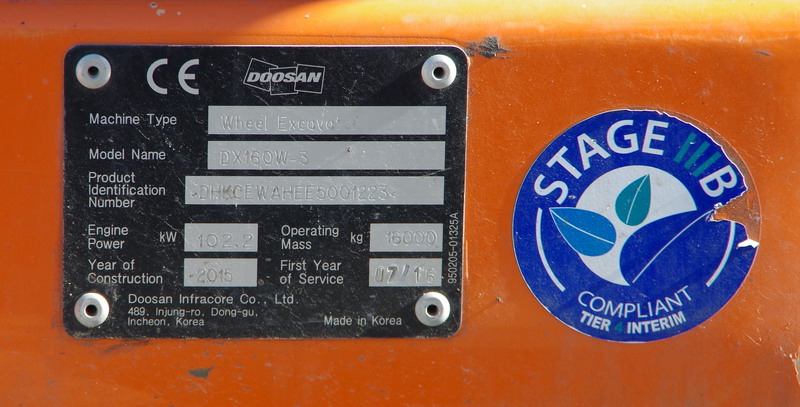 CE DOOSAN
Machine Type Wheel Excavat
Model Name DX160W-3
Product
Identification
Number
DHKCEWAHEE5001223
Engine
Power kW 102.2
Operating
Mass kg 16000
Year of
Construction 2015
First Year
of Service 07/15
Doosan Infracore Co., Ltd.
489, Injung-ro, Dong-gu,
Incheon, Korea
Made in Korea
950205-01325A
STAGE IIIB
COMPLIANT
TIER 4 INTERIM